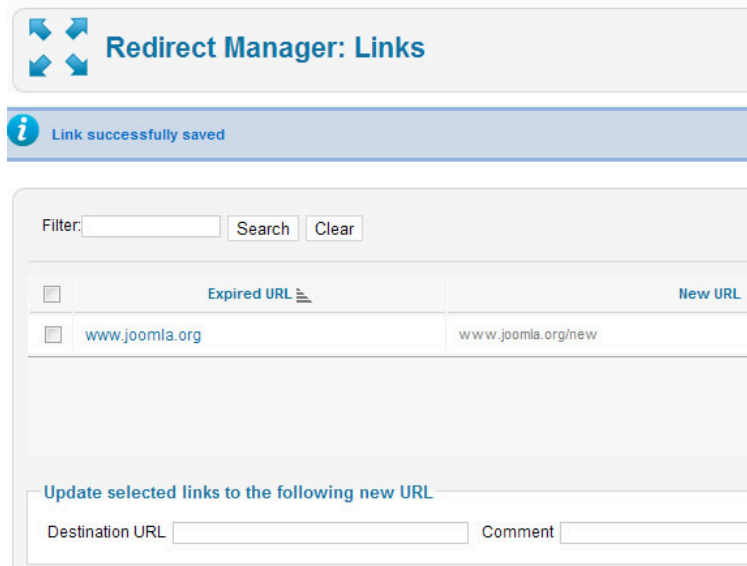 Redirect Manager: Links
Link successfully saved
Filter: Search Clear
Expired URL New URL
www.joomla.org www.joomla.org/new
Update selected links to the following new URL
Destination URL Comment